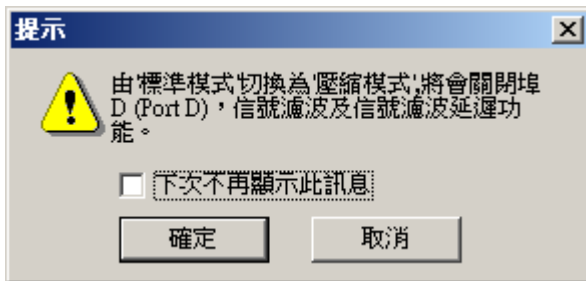 提示
由'標準模式'切換為'壓縮模式',將會關閉埠
D (Port D)，信號濾波及信號濾波延遲功
能。
下次不再顯示此訊息
確定
取消